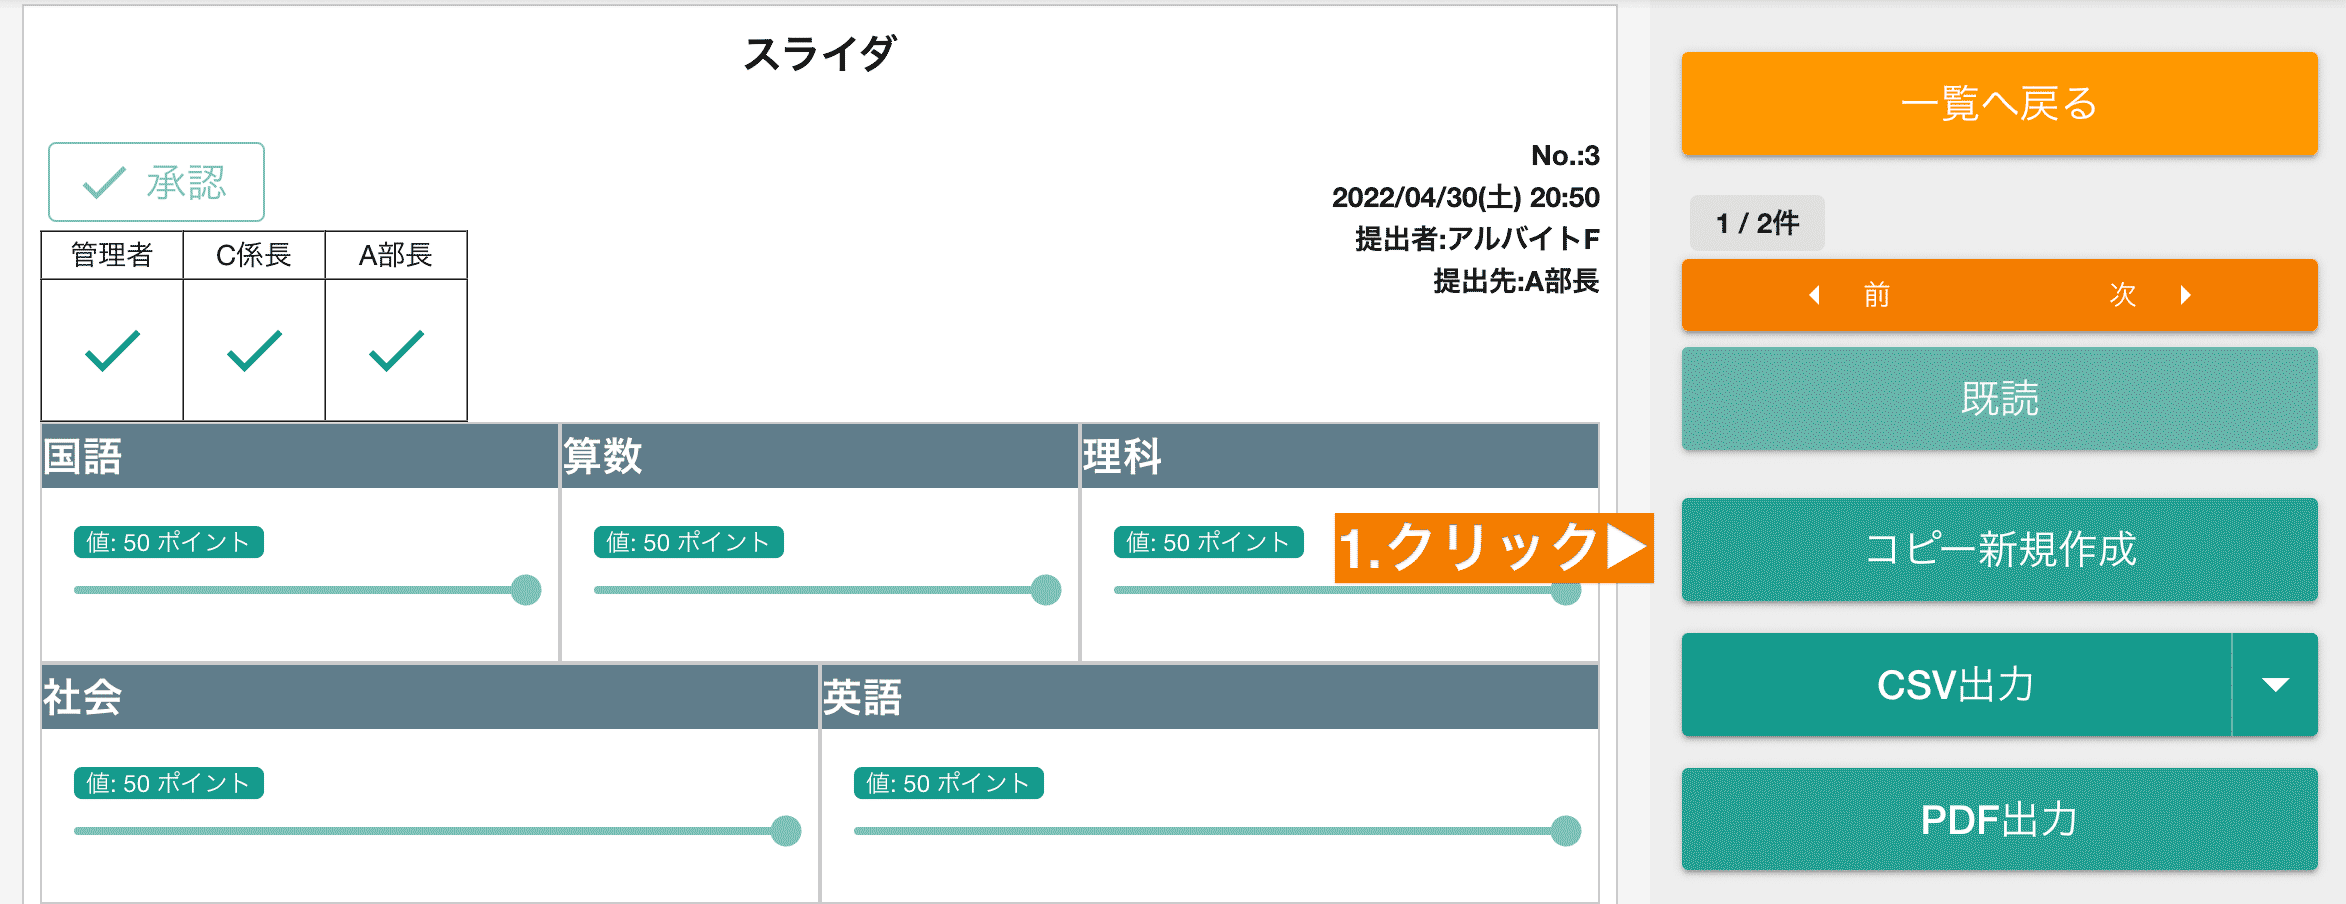 スライダ
承認
No.:3
2022/04/30(土) 20:50
提出者:アルバイトF
提出先:A部長
管理者 C係長 A部長
国語 算数 理科
値: 50 ポイント 値: 50 ポイント 値: 50 ポイント
社会 英語
値: 50 ポイント 値: 50 ポイント
1.クリック▶
一覧へ戻る
1 / 2件
前 次
既読
コピー新規作成
CSV出力
PDF出力